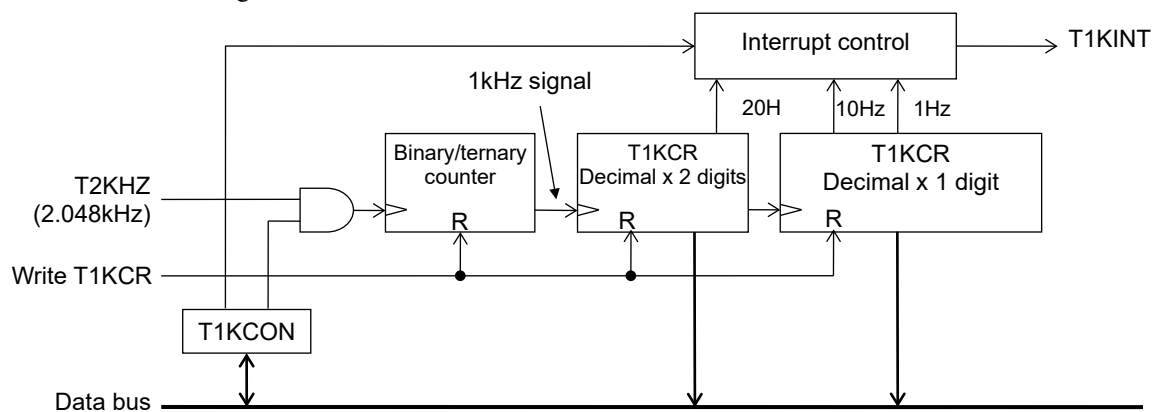 Interrupt control
T1KINT
1kHz signal
20H
10Hz
1Hz
Binary/ternary
counter
R
T1KCR
Decimal x 2 digits
R
T1KCR
Decimal x 1 digit
R
T2KHZ
(2.048kHz)
Write T1KCR
T1KCON
Data bus